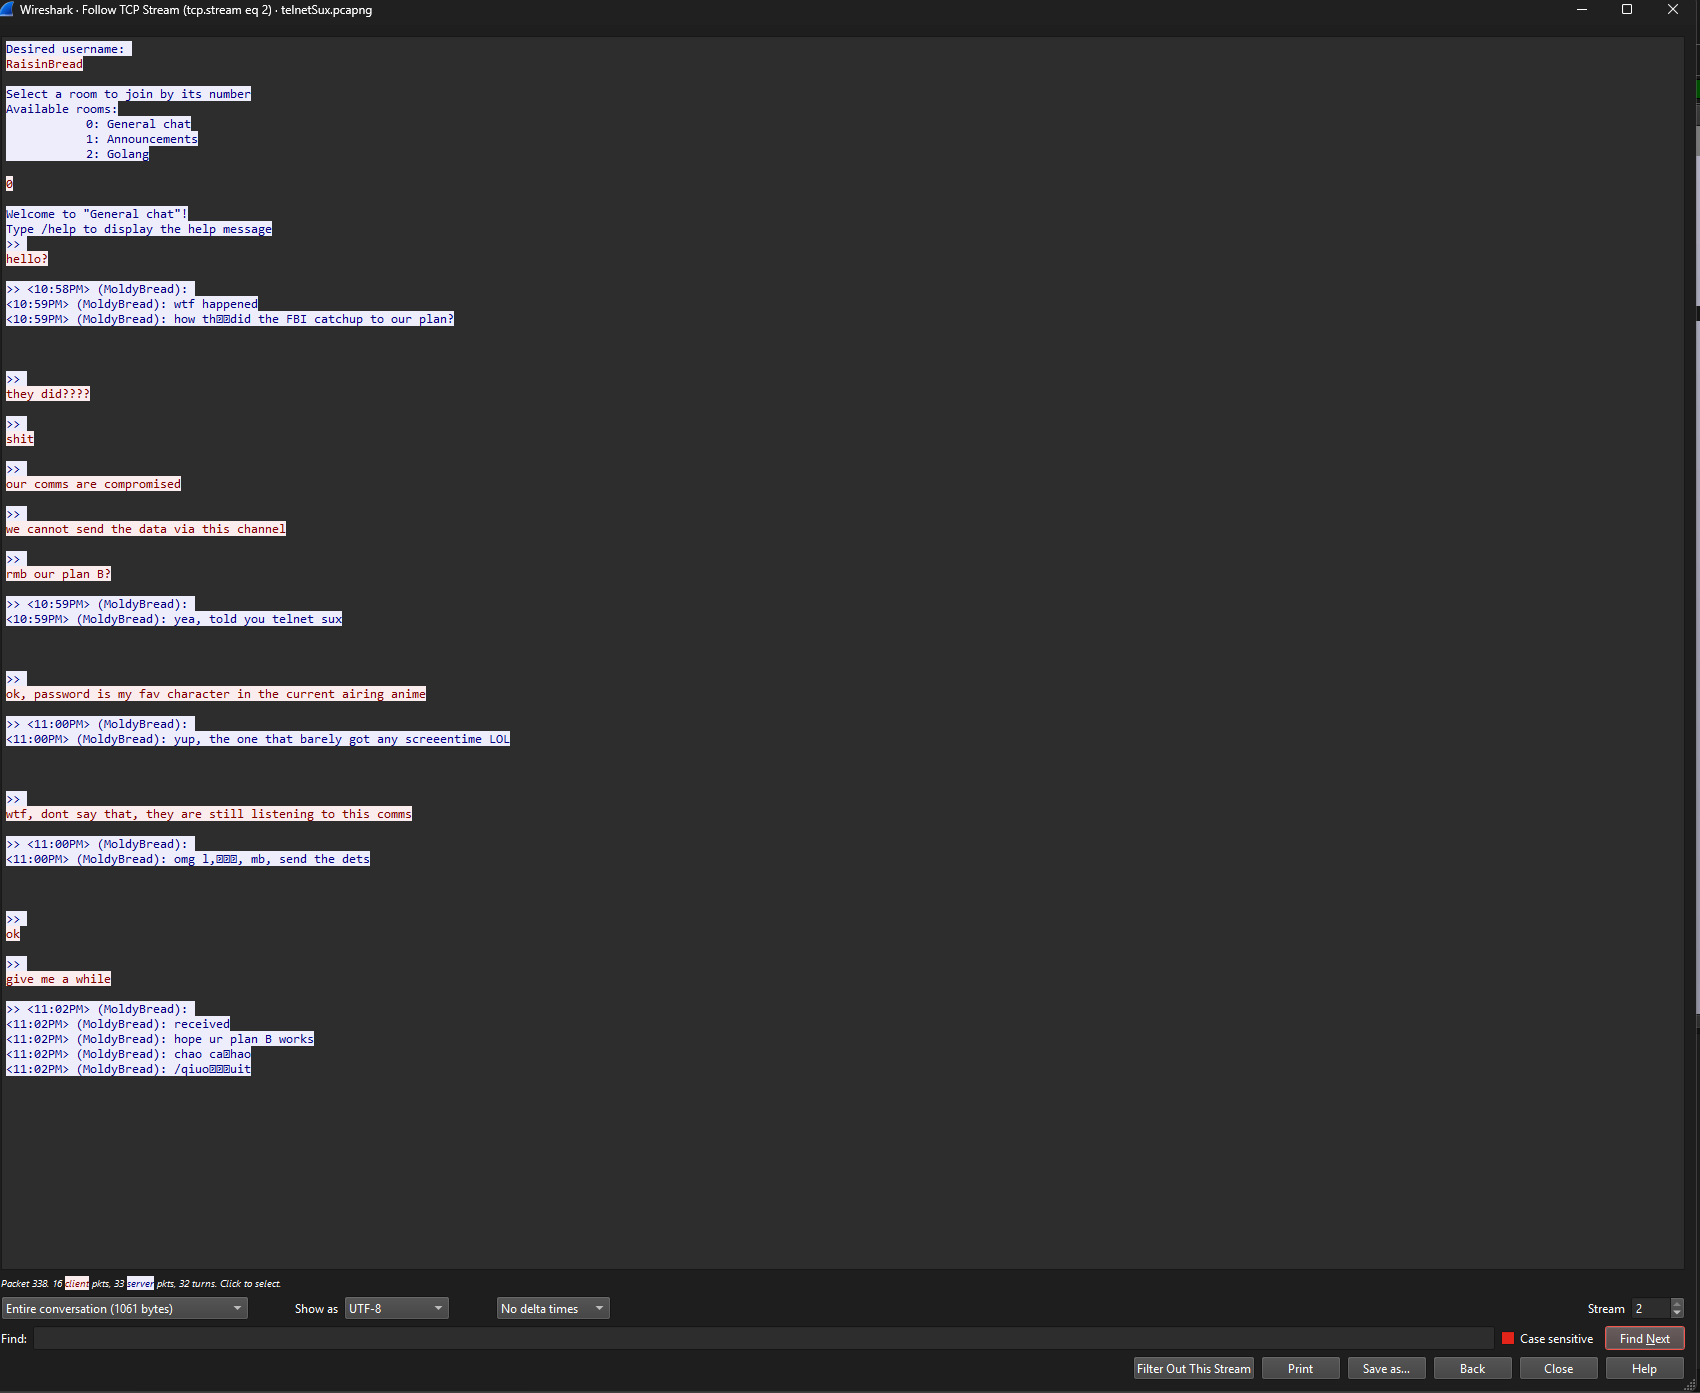 Wireshark · Follow TCP Stream (tcp.stream eq 2) · telnetSux.pcapng
Desired username:
RaisinBread
Select a room to join by its number
Available rooms:
0: General chat
1: Announcements
2: Golang
0
Welcome to "General chat"!
Type /help to display the help message
>>
hello?
>> <10:58PM> (MoldyBread):
<10:59PM> (MoldyBread): wtf happened
<10:59PM> (MoldyBread): how th␈␈did the FBI catchup to our plan?
>>
they did????
>>
shit
>>
our comms are compromised
>>
we cannot send the data via this channel
>>
rmb our plan B?
>> <10:59PM> (MoldyBread):
<10:59PM> (MoldyBread): yea, told you telnet sux
>>
ok, password is my fav character in the current airing anime
>> <11:00PM> (MoldyBread):
<11:00PM> (MoldyBread): yup, the one that barely got any screeentime LOL
>>
wtf, dont say that, they are still listening to this comms
>> <11:00PM> (MoldyBread):
<11:00PM> (MoldyBread): omg l,␈␈␈, mb, send the dets
>>
ok
>>
give me a while
>> <11:02PM> (MoldyBread):
<11:02PM> (MoldyBread): received
<11:02PM> (MoldyBread): hope ur plan B works
<11:02PM> (MoldyBread): chao ca␈hao
<11:02PM> (MoldyBread): /qiuo␈␈␈uit
Packet 338. 16 client pkts, 33 server pkts, 32 turns. Click to select.
Entire conversation (1061 bytes) Show as UTF-8 No delta times Stream 2
Find: Case sensitive Find Next
Filter Out This Stream Print Save as... Back Close Help